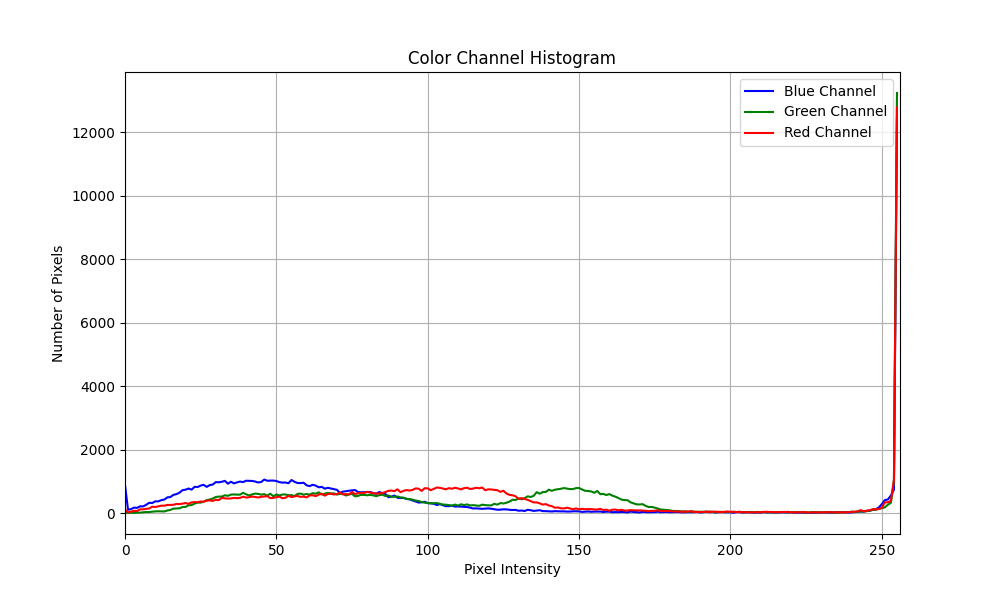 Color Channel Histogram
Blue Channel
Green Channel
Red Channel
12000
10000
8000
6000
4000
2000
0
Number of Pixels
0 50 100 150 200 250
Pixel Intensity